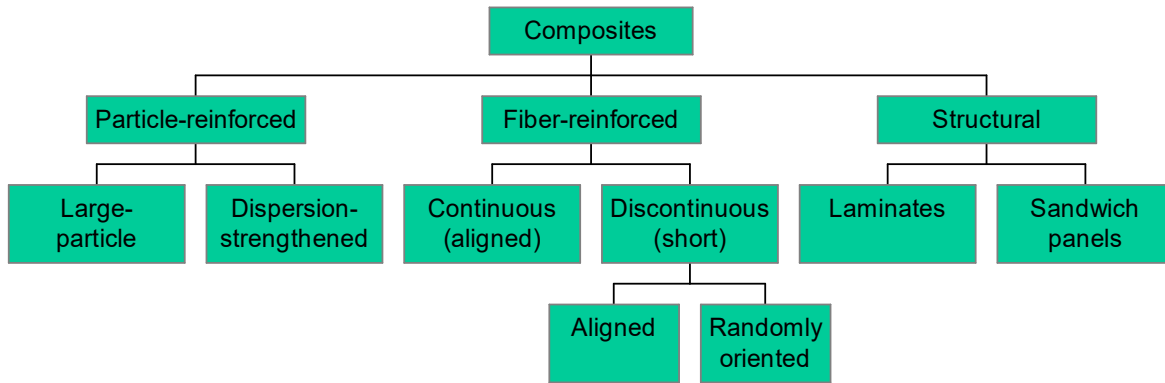 Composites
Particle-reinforced
Fiber-reinforced
Structural
Large-
particle
Dispersion-
strengthened
Continuous
(aligned)
Discontinuous
(short)
Laminates
Sandwich
panels
Aligned
Randomly
oriented